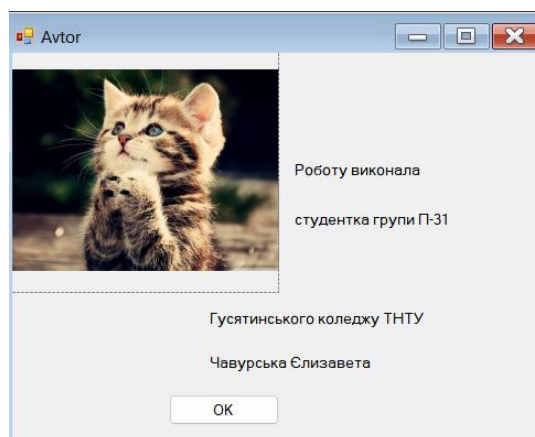 Avtor
Роботу виконала
студентка групи П-31
Гусятинського коледжу ТНТУ
Чавурська Єлизавета
OK